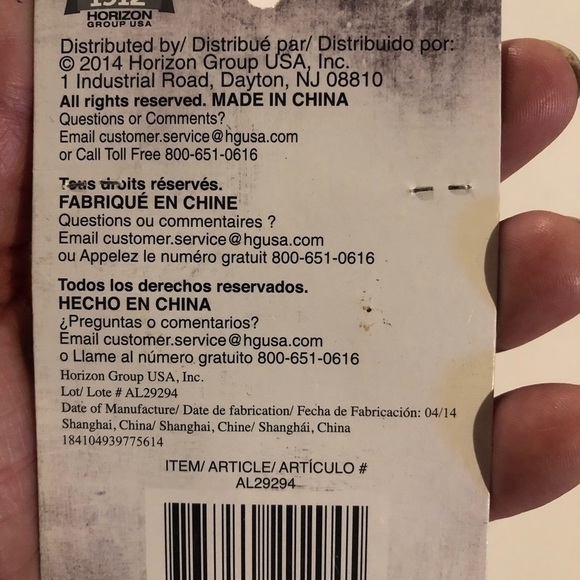 1912
HORIZON
GROUP USA
Distributed by/ Distribué par/ Distribuido por:
© 2014 Horizon Group USA, Inc.
1 Industrial Road, Dayton, NJ 08810
All rights reserved. MADE IN CHINA
Questions or Comments?
Email customer.service@hgusa.com
or Call Toll Free 800-651-0616
Tous droits réservés.
FABRIQUÉ EN CHINE
Questions ou commentaires ?
Email customer.service@hgusa.com
ou Appelez le numéro gratuit 800-651-0616
Todos los derechos reservados.
HECHO EN CHINA
¿Preguntas o comentarios?
Email customer.service@hgusa.com
o Llame al número gratuito 800-651-0616
Horizon Group USA, Inc.
Lot/ Lote # AL29294
Date of Manufacture/ Date de fabrication/ Fecha de Fabricación: 04/14
Shanghai, China/ Shanghai, Chine/ Shanghái, China
184104939775614
ITEM/ ARTICLE/ ARTÍCULO #
AL29294